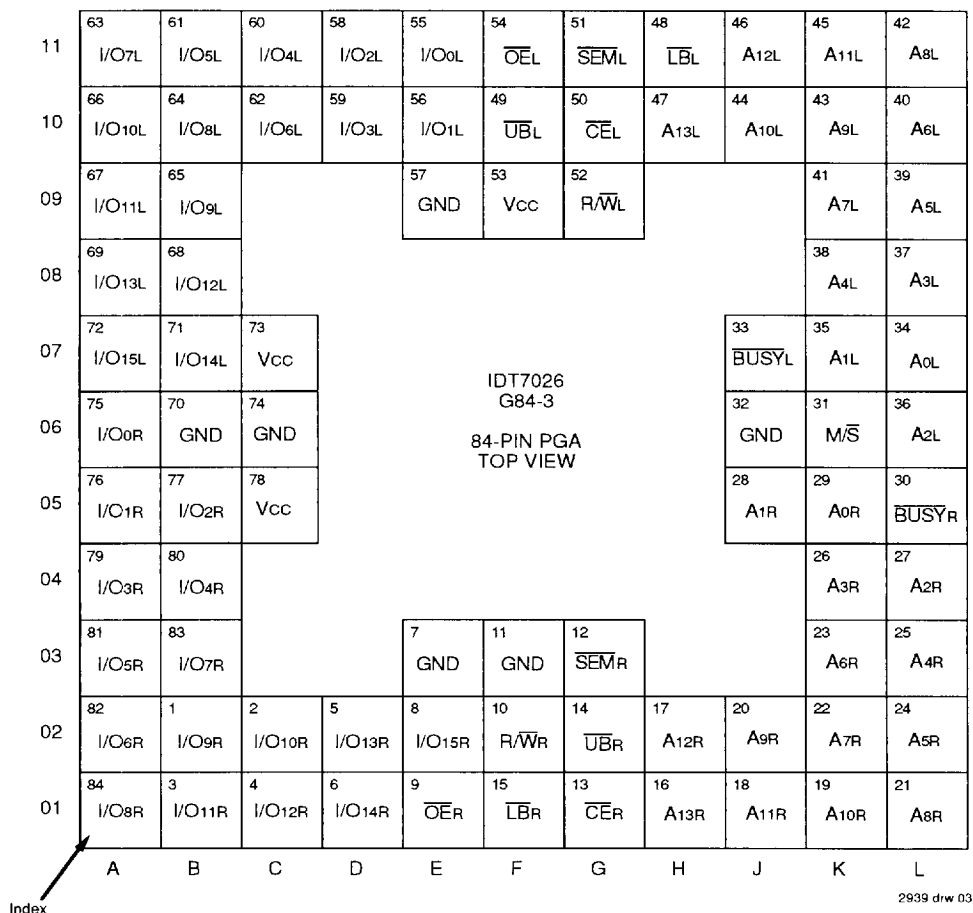 63 61 60 58 55 54 51 48 46 45 42
11 I/O7L I/O5L I/O4L I/O2L I/O0L OEL SEML LBL A12L A11L A8L
66 64 62 59 56 49 50 47 44 43 40
10 I/O10L I/O8L I/O6L I/O3L I/O1L UBL CEL A13L A10L A9L A6L
67 65 57 53 52 41 39
09 I/O11L I/O9L GND VCC R/WL A7L A5L
69 68 38 37
08 I/O13L I/O12L A4L A3L
72 71 73 33 35 34
07 I/O15L I/O14L VCC BUSYL A1L A0L
IDT7026
G84-3
75 70 74 32 31 36
06 I/O0R GND GND GND M/S A2L
84-PIN PGA
TOP VIEW
76 77 78 28 29 30
05 I/O1R I/O2R VCC A1R A0R BUSYR
79 80 26 27
04 I/O3R I/O4R A3R A2R
81 83 7 11 12 23 25
03 I/O5R I/O7R GND GND SEMR A6R A4R
82 1 2 5 8 10 14 17 20 22 24
02 I/O6R I/O9R I/O10R I/O13R I/O15R R/WR UBR A12R A9R A7R A5R
84 3 4 6 9 15 13 16 18 19 21
01 I/O8R I/O11R I/O12R I/O14R OER LBR CER A13R A11R A10R A8R
A B C D E F G H J K L
Index
2939 drw 03